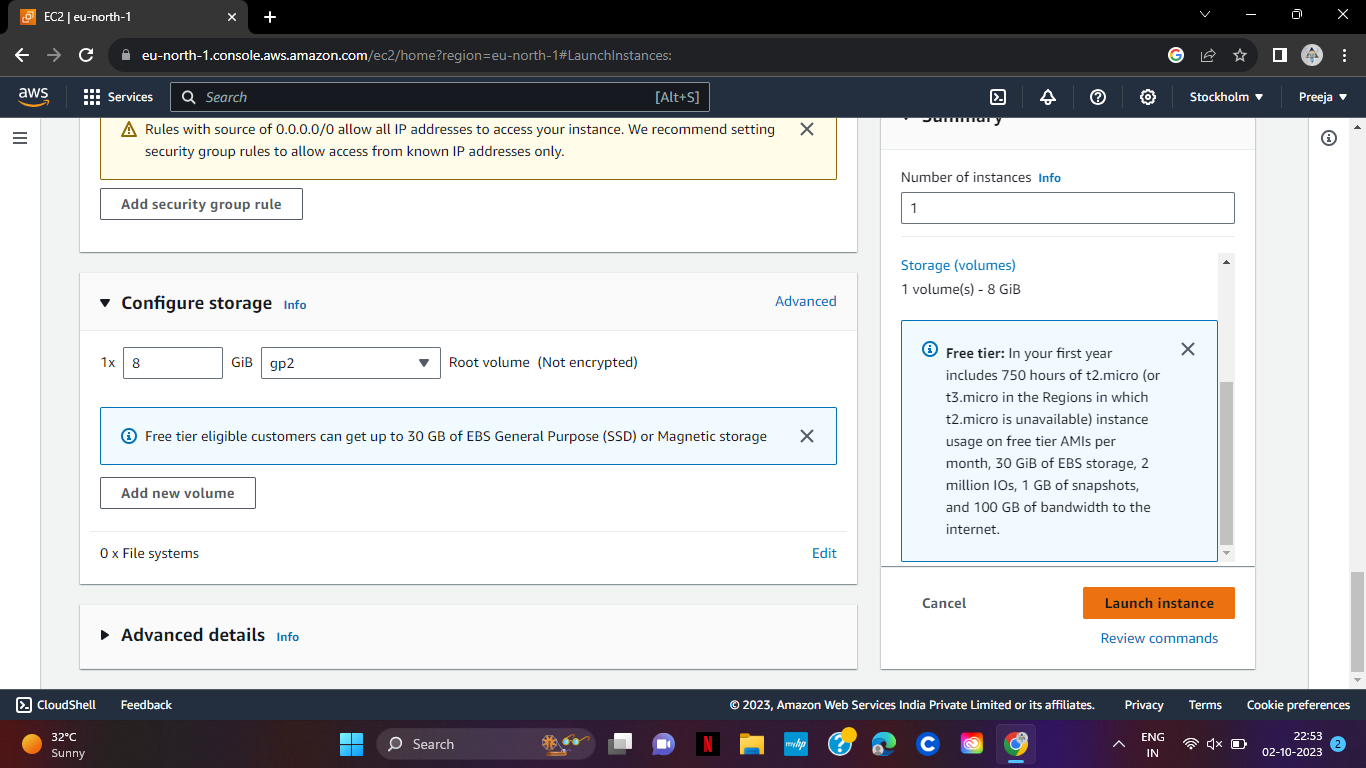 EC2 | eu-north-1
eu-north-1.console.aws.amazon.com/ec2/home?region=eu-north-1#LaunchInstances:
aws
Services
Search
[Alt+S]
Stockholm
Preeja
Rules with source of 0.0.0.0/0 allow all IP addresses to access your instance. We recommend setting
security group rules to allow access from known IP addresses only.
Add security group rule
Configure storage Info
Advanced
1x 8 GiB gp2 Root volume (Not encrypted)
Free tier eligible customers can get up to 30 GB of EBS General Purpose (SSD) or Magnetic storage
Add new volume
0 x File systems
Edit
Advanced details Info
Summary
Number of instances Info
1
Storage (volumes)
1 volume(s) - 8 GiB
Free tier: In your first year
includes 750 hours of t2.micro (or
t3.micro in the Regions in which
t2.micro is unavailable) instance
usage on free tier AMIs per
month, 30 GiB of EBS storage, 2
million IOs, 1 GB of snapshots,
and 100 GB of bandwidth to the
internet.
Cancel
Launch instance
Review commands
CloudShell
Feedback
© 2023, Amazon Web Services India Private Limited or its affiliates.
Privacy
Terms
Cookie preferences
32°C
Sunny
Search
N
myhp
C
ENG
IN
22:53
02-10-2023
2